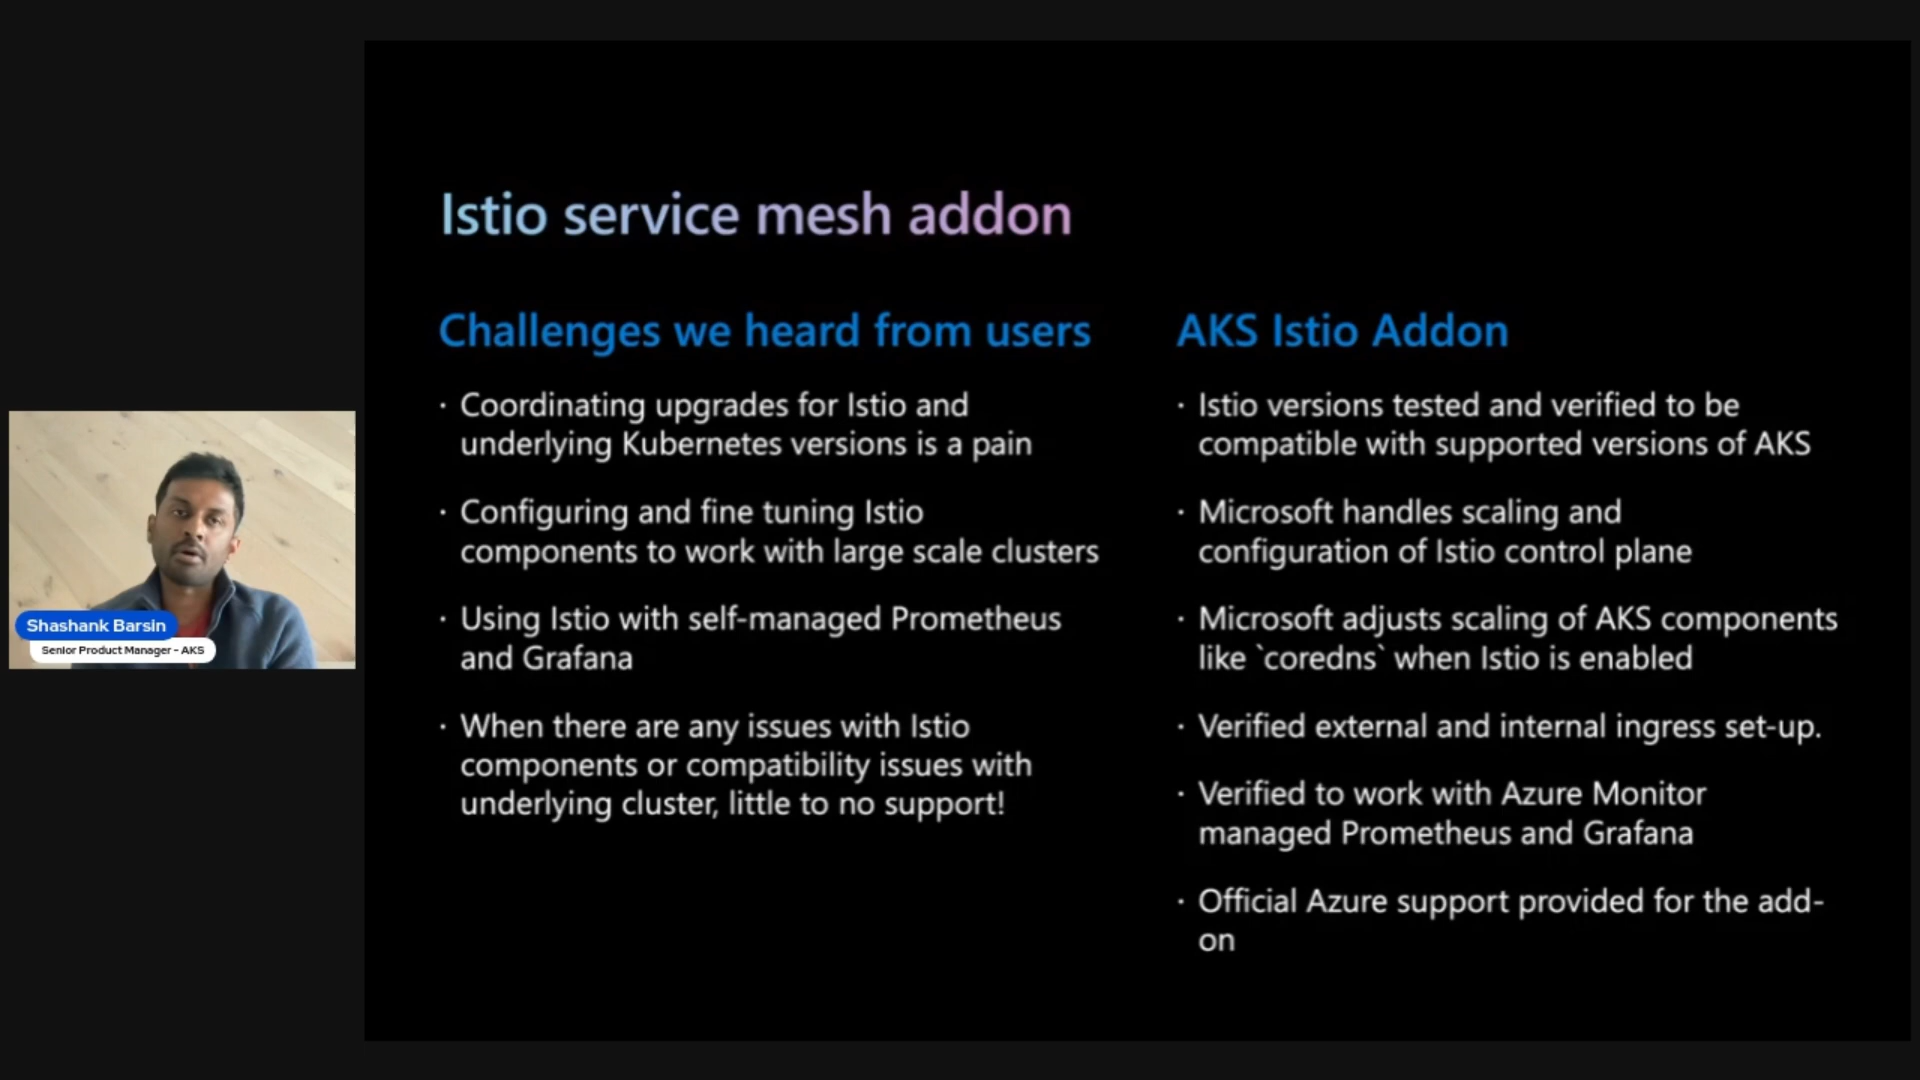 Istio service mesh addon
Challenges we heard from users
· Coordinating upgrades for Istio and
underlying Kubernetes versions is a pain
· Configuring and fine tuning Istio
components to work with large scale clusters
· Using Istio with self-managed Prometheus
and Grafana
· When there are any issues with Istio
components or compatibility issues with
underlying cluster, little to no support!
AKS Istio Addon
· Istio versions tested and verified to be
compatible with supported versions of AKS
· Microsoft handles scaling and
configuration of Istio control plane
· Microsoft adjusts scaling of AKS components
like `coredns` when Istio is enabled
· Verified external and internal ingress set-up.
· Verified to work with Azure Monitor
managed Prometheus and Grafana
· Official Azure support provided for the add-
on
Shashank Barsin
Senior Product Manager - AKS